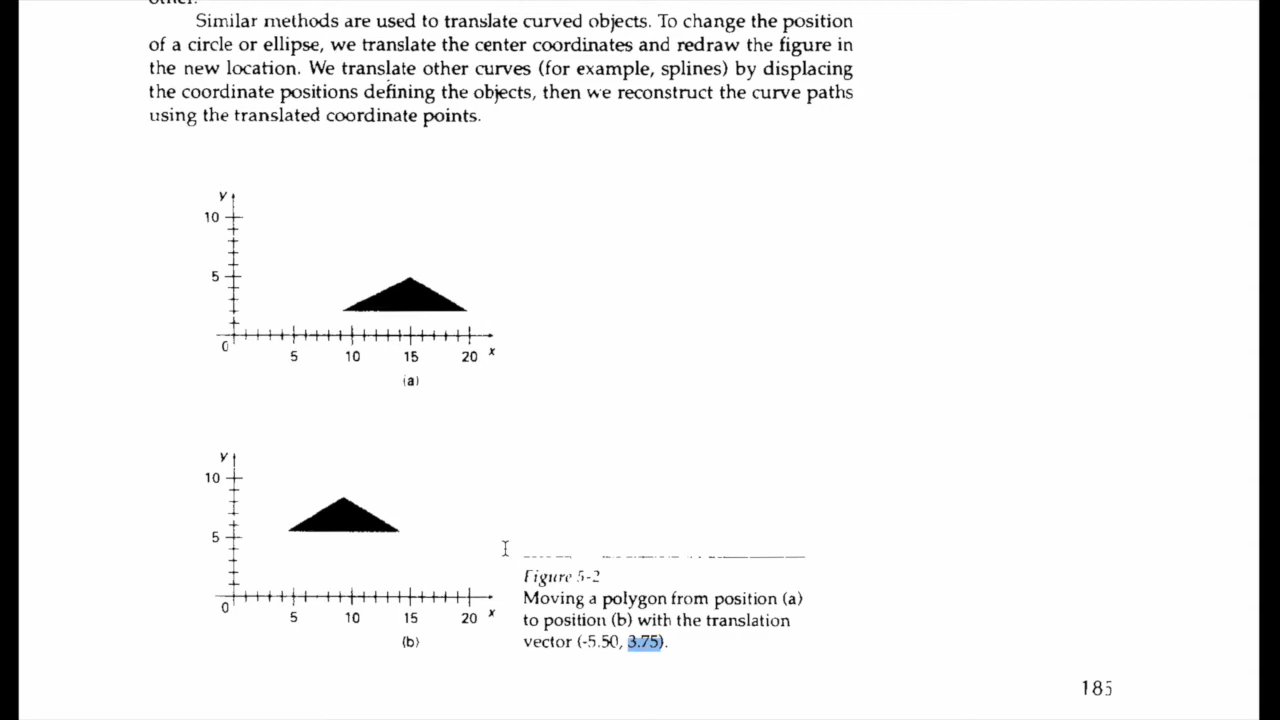 other.
Similar methods are used to translate curved objects. To change the position
of a circle or ellipse, we translate the center coordinates and redraw the figure in
the new location. We translate other curves (for example, splines) by displacing
the coordinate positions defining the objects, then we reconstruct the curve paths
using the translated coordinate points.
y
10
5
0
5 10 15 20 x
(a)
y
10
5
0
5 10 15 20 x
(b)
Figure 5-2
Moving a polygon from position (a)
to position (b) with the translation
vector (-5.50, 3.75).
185